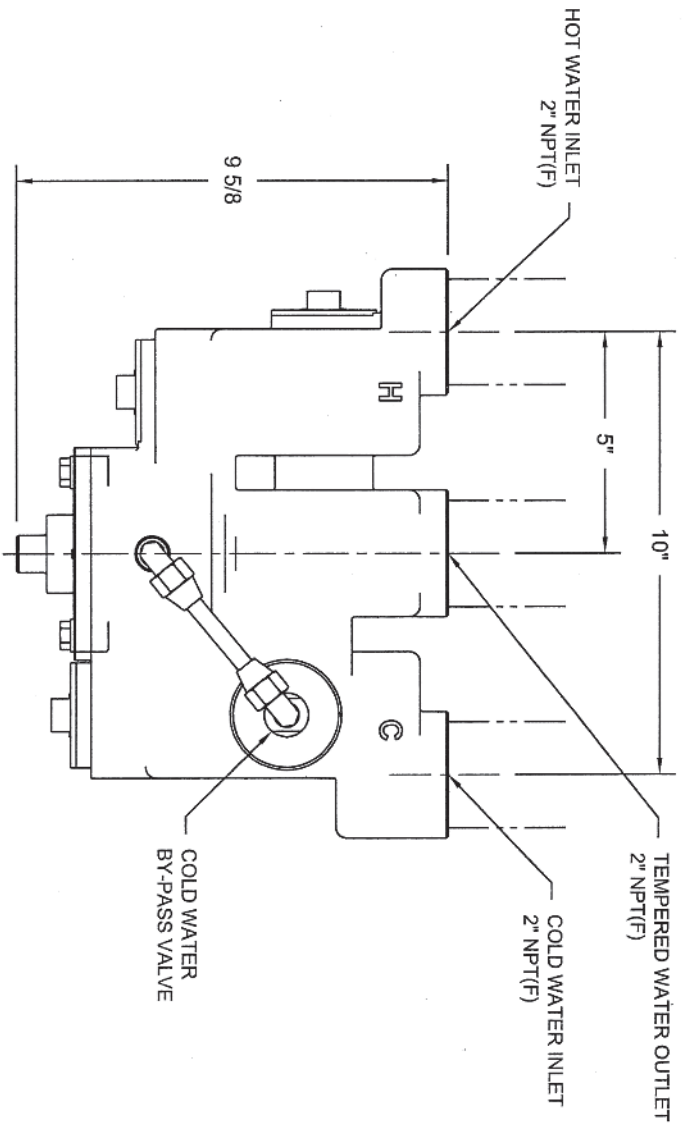 HOT WATER INLET
2" NPT(F)
9 5/8
H
5"
10"
TEMPERED WATER OUTLET
2" NPT(F)
C
COLD WATER INLET
2" NPT(F)
COLD WATER
BY-PASS VALVE